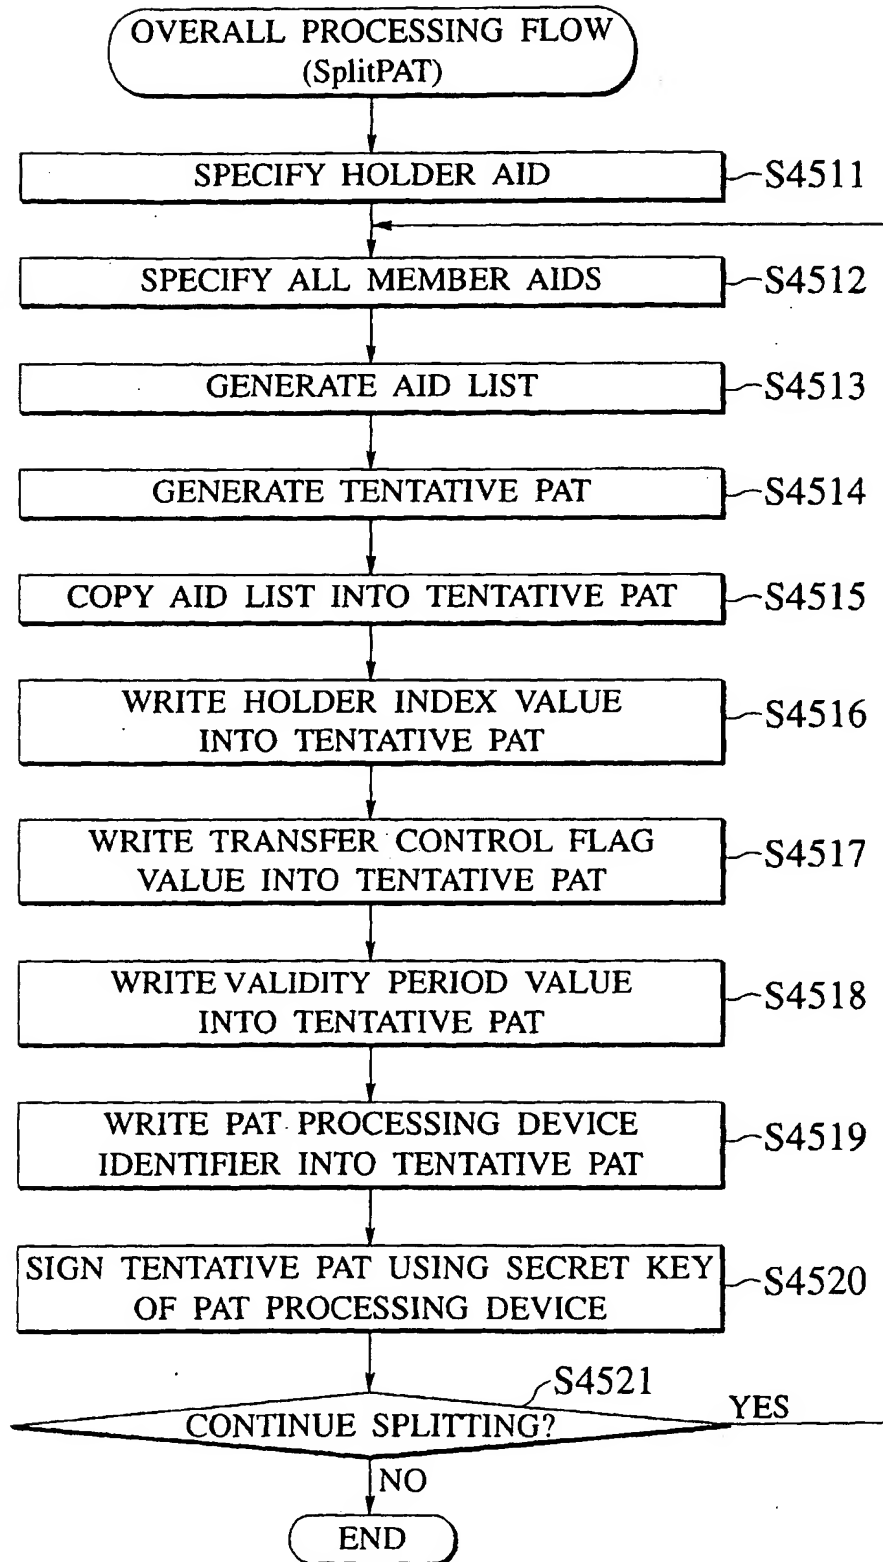 OVERALL PROCESSING FLOW
(SplitPAT)
SPECIFY HOLDER AID
S4511
SPECIFY ALL MEMBER AIDS
S4512
GENERATE AID LIST
S4513
GENERATE TENTATIVE PAT
S4514
COPY AID LIST INTO TENTATIVE PAT
S4515
WRITE HOLDER INDEX VALUE
INTO TENTATIVE PAT
S4516
WRITE TRANSFER CONTROL FLAG
VALUE INTO TENTATIVE PAT
S4517
WRITE VALIDITY PERIOD VALUE
INTO TENTATIVE PAT
S4518
WRITE PAT PROCESSING DEVICE
IDENTIFIER INTO TENTATIVE PAT
S4519
SIGN TENTATIVE PAT USING SECRET KEY
OF PAT PROCESSING DEVICE
S4520
S4521
CONTINUE SPLITTING?
YES
NO
END